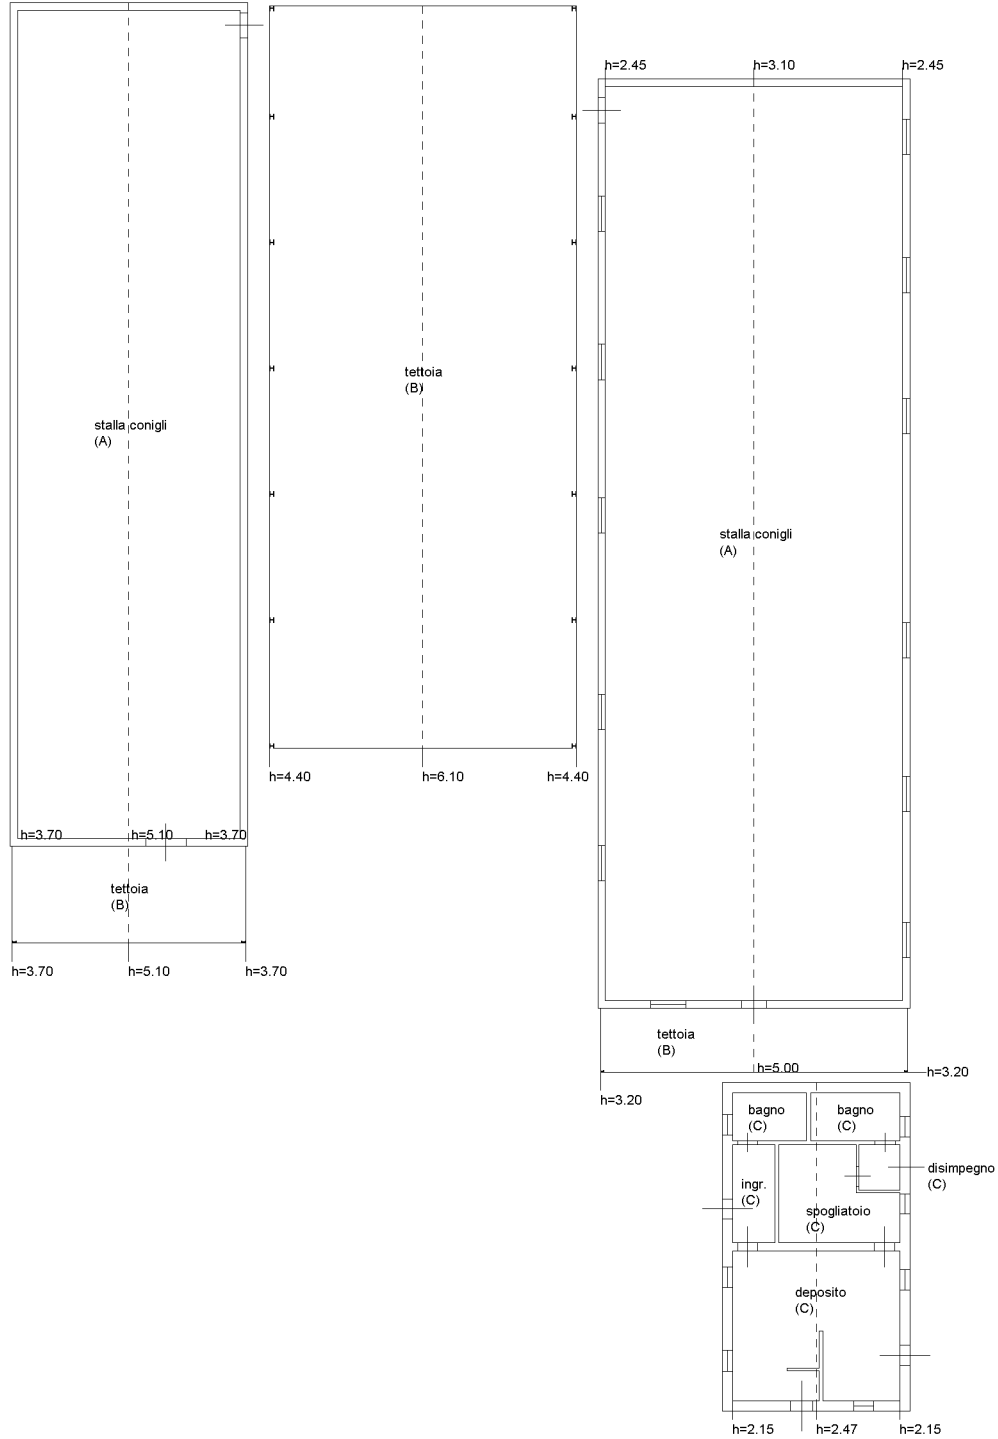 h=2.45
h=3.10
h=2.45
tettoia
(B)
stalla conigli
(A)
stalla conigli
(A)
h=4.40
h=6.10
h=4.40
h=3.70
h=5.10
h=3.70
tettoia
(B)
h=3.70
h=5.10
h=3.70
tettoia
(B)
h=5.00
h=3.20
h=3.20
bagno
(C)
bagno
(C)
disimpegno
(C)
ingr.
(C)
spogliatoio
(C)
deposito
(C)
h=2.15
h=2.47
h=2.15